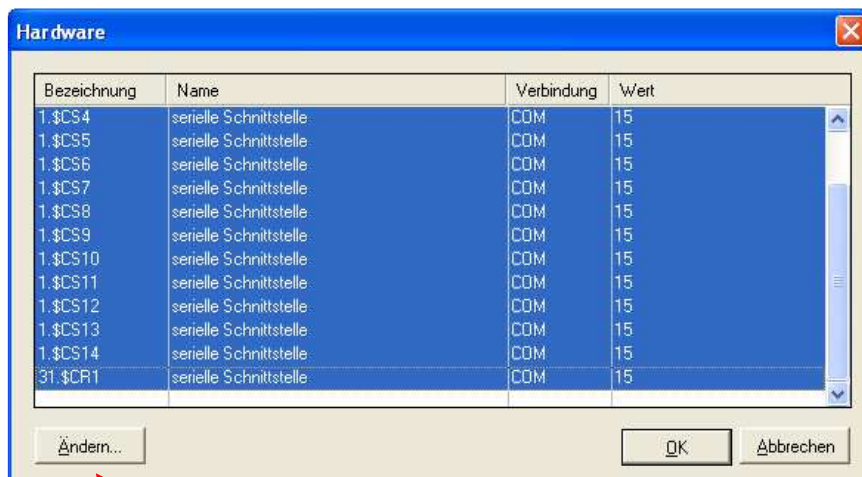 Hardware
Bezeichnung Name Verbindung Wert
1.$CS4 serielle Schnittstelle COM 15
1.$CS5 serielle Schnittstelle COM 15
1.$CS6 serielle Schnittstelle COM 15
1.$CS7 serielle Schnittstelle COM 15
1.$CS8 serielle Schnittstelle COM 15
1.$CS9 serielle Schnittstelle COM 15
1.$CS10 serielle Schnittstelle COM 15
1.$CS11 serielle Schnittstelle COM 15
1.$CS12 serielle Schnittstelle COM 15
1.$CS13 serielle Schnittstelle COM 15
1.$CS14 serielle Schnittstelle COM 15
31.$CR1 serielle Schnittstelle COM 15
Ändern... OK Abbrechen